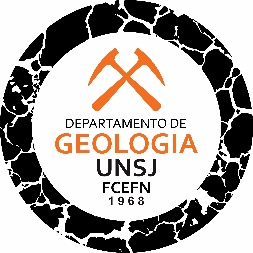 DEPARTAMENTO DE
GEOLOGIA
UNSJ
FCEFN
1968